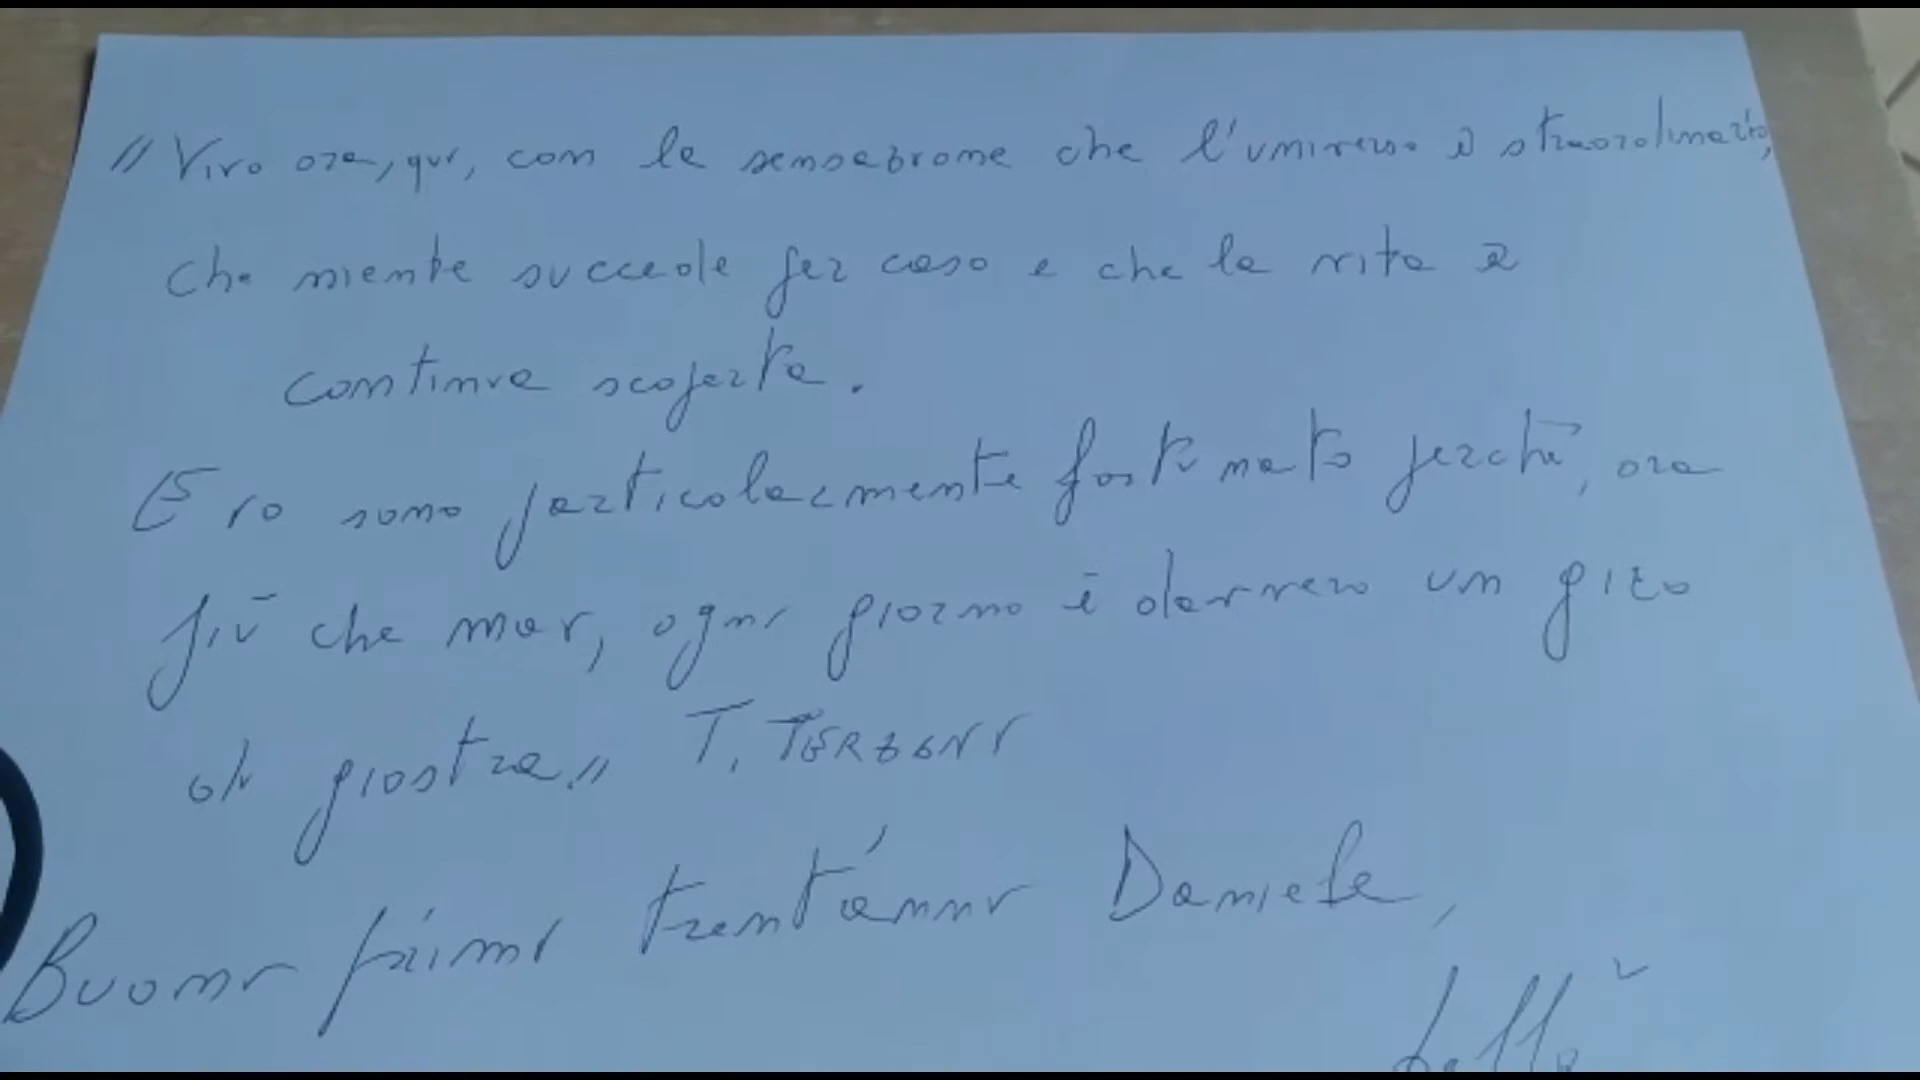 "Vivo ora, qui, con la sensazione che l'universo è straordinario,
che niente succede per caso e che la vita è
continua scoperta.
E io sono particolarmente fortunato perché, ora
più che mai, ogni giorno è davvero un giro
di giostra." T. TERZANI
Buoni primi trent'anni Daniele,